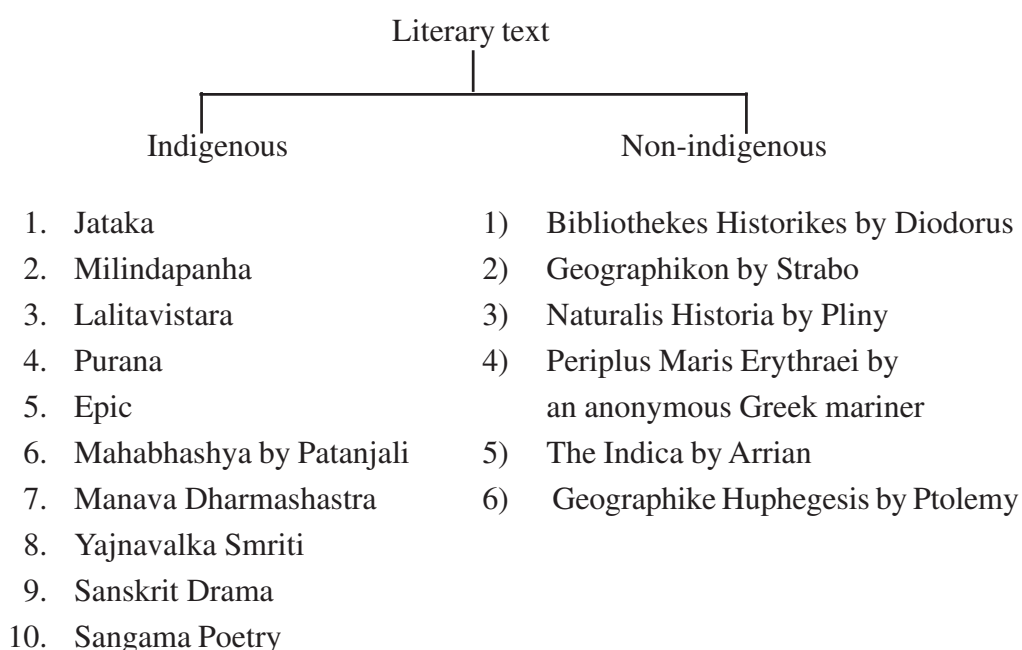 Literary text
Indigenous
Non-indigenous
1. Jataka
2. Milindapanha
3. Lalitavistara
4. Purana
5. Epic
6. Mahabhashya by Patanjali
7. Manava Dharmashastra
8. Yajnavalka Smriti
9. Sanskrit Drama
10. Sangama Poetry
1) Bibliothekes Historikes by Diodorus
2) Geographikon by Strabo
3) Naturalis Historia by Pliny
4) Periplus Maris Erythraei by
an anonymous Greek mariner
5) The Indica by Arrian
6) Geographike Huphegesis by Ptolemy